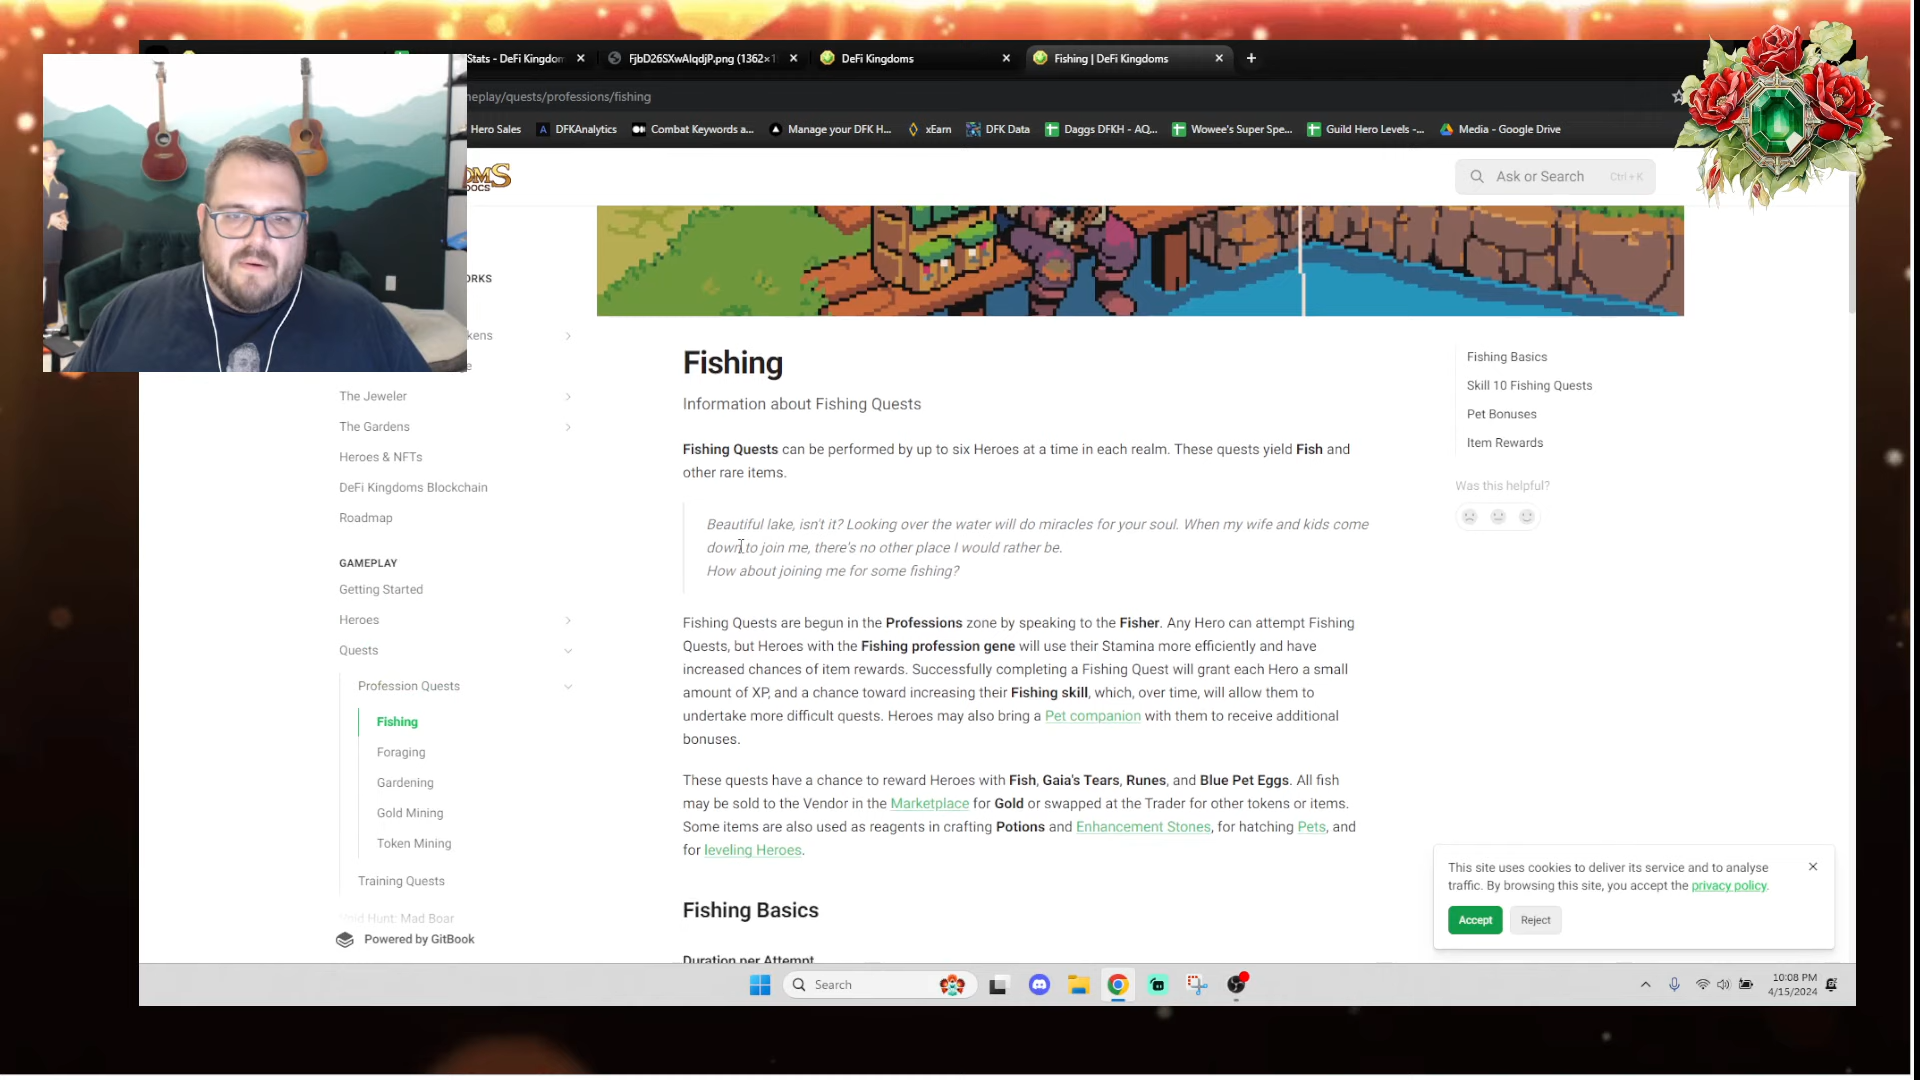 Stats - DeFi Kingdom
FjbD26SXwAIqdjP.png (1362×1
DeFi Kingdoms
Fishing | DeFi Kingdoms
eplay/quests/professions/fishing
Hero Sales
DFKAnalytics
Combat Keywords a...
Manage your DFK H...
xEarn
DFK Data
Daggs DFKH - AQ...
Wowee's Super Spe...
Guild Hero Levels -...
Media - Google Drive
DOCS
Ask or Search
Ctrl + K
ORKS
kens
The Jeweler
The Gardens
Heroes & NFTs
DeFi Kingdoms Blockchain
Roadmap
GAMEPLAY
Getting Started
Heroes
Quests
Profession Quests
Fishing
Foraging
Gardening
Gold Mining
Token Mining
Training Quests
Void Hunt: Mad Boar
Powered by GitBook
Fishing
Information about Fishing Quests
Fishing Quests can be performed by up to six Heroes at a time in each realm. These quests yield Fish and
other rare items.
Beautiful lake, isn't it? Looking over the water will do miracles for your soul. When my wife and kids come
down to join me, there's no other place I would rather be.
How about joining me for some fishing?
Fishing Quests are begun in the Professions zone by speaking to the Fisher. Any Hero can attempt Fishing
Quests, but Heroes with the Fishing profession gene will use their Stamina more efficiently and have
increased chances of item rewards. Successfully completing a Fishing Quest will grant each Hero a small
amount of XP, and a chance toward increasing their Fishing skill, which, over time, will allow them to
undertake more difficult quests. Heroes may also bring a Pet companion with them to receive additional
bonuses.
These quests have a chance to reward Heroes with Fish, Gaia's Tears, Runes, and Blue Pet Eggs. All fish
may be sold to the Vendor in the Marketplace for Gold or swapped at the Trader for other tokens or items.
Some items are also used as reagents in crafting Potions and Enhancement Stones, for hatching Pets, and
for leveling Heroes.
Fishing Basics
Duration per Attempt
Fishing Basics
Skill 10 Fishing Quests
Pet Bonuses
Item Rewards
Was this helpful?
This site uses cookies to deliver its service and to analyse
traffic. By browsing this site, you accept the privacy policy.
Accept
Reject
Search
10:08 PM
4/15/2024